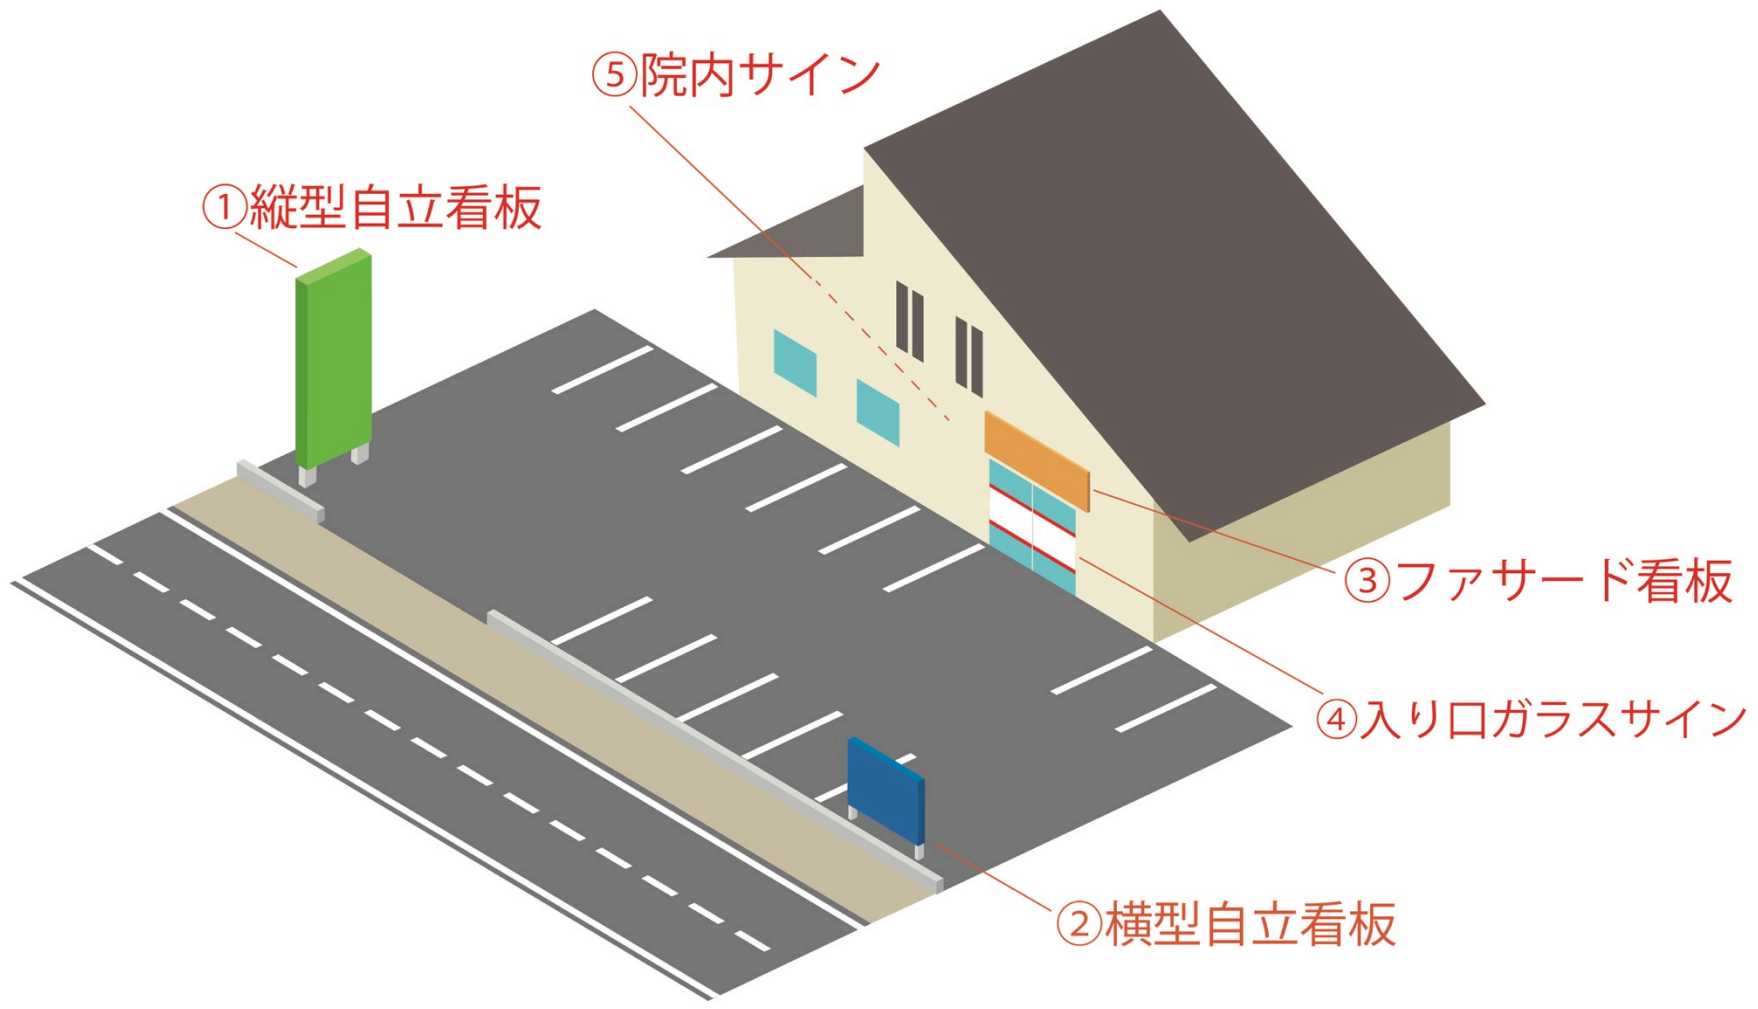 ⑤院内サイン
①縦型自立看板
③ファサード看板
④入り口ガラスサイン
②横型自立看板